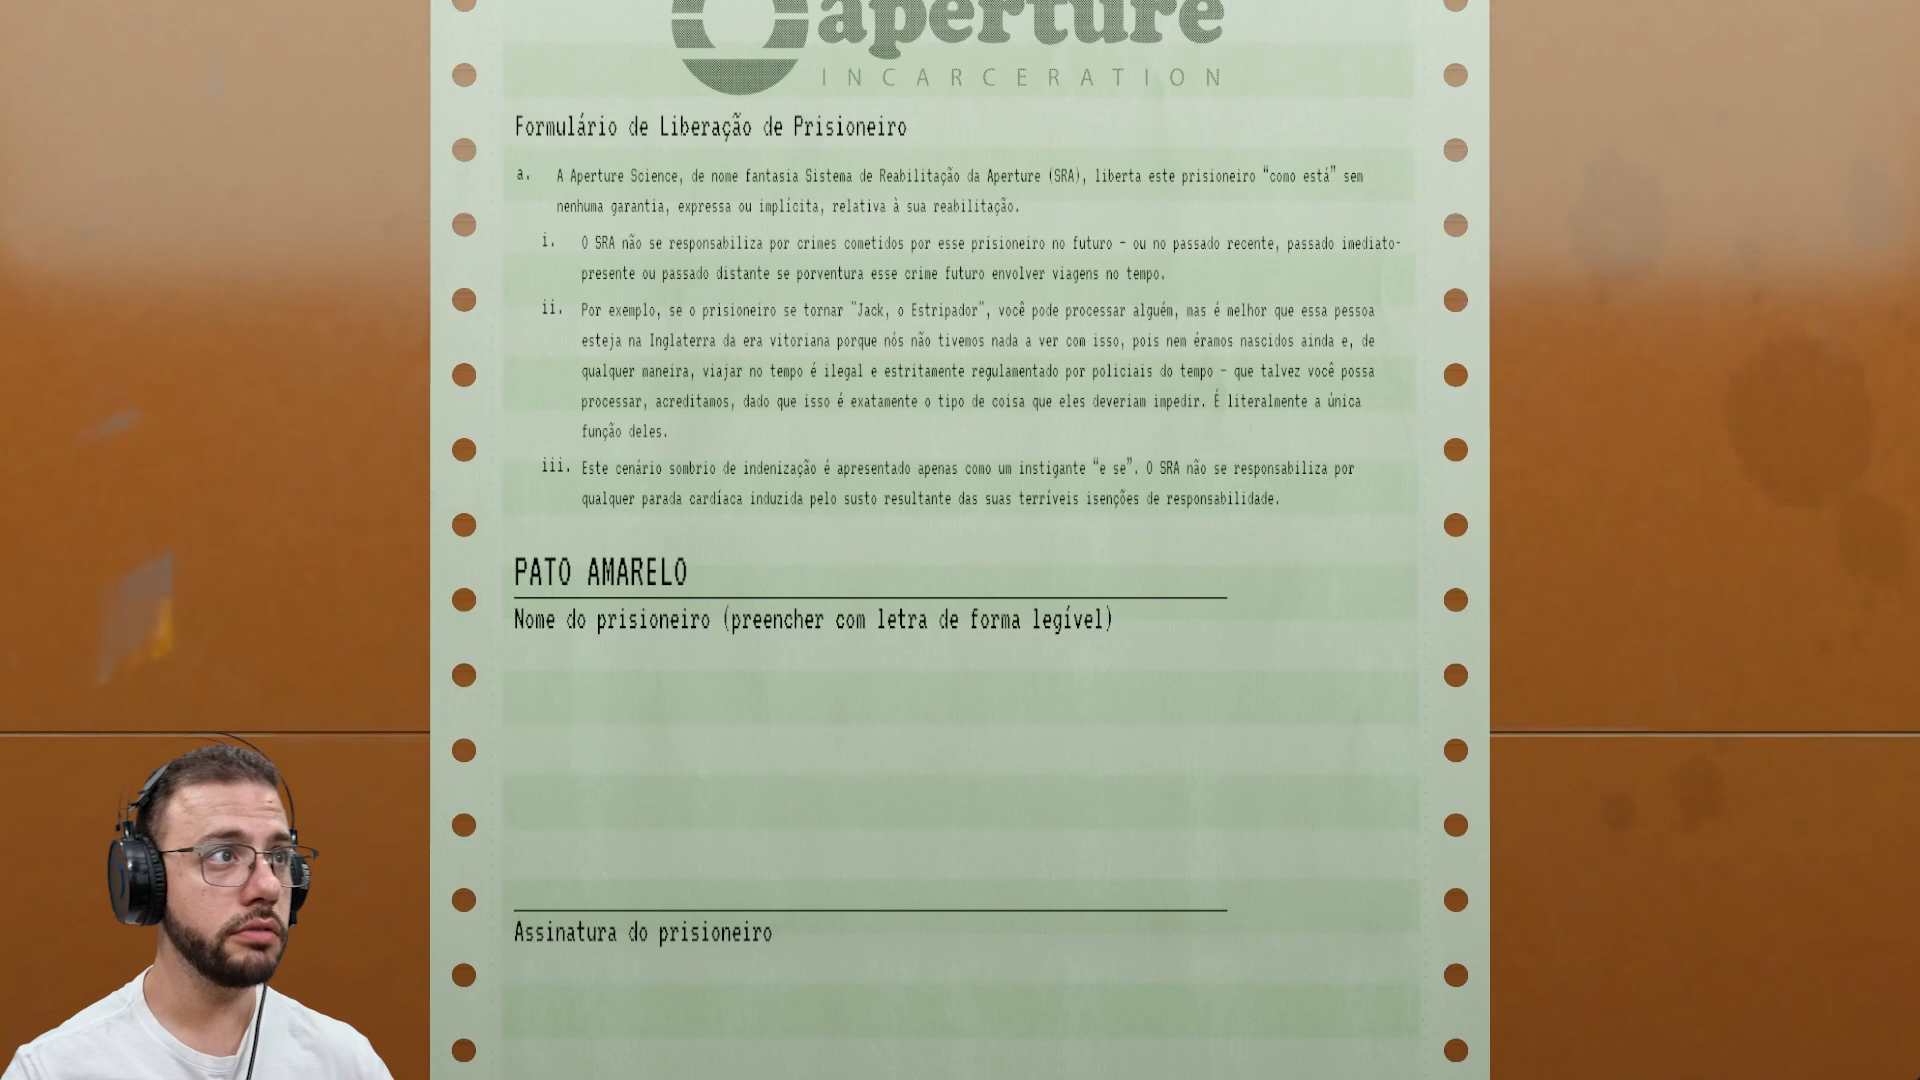 aperture
INCARCERATION
Formulário de Liberação de Prisioneiro
a. A Aperture Science, de nome fantasia Sistema de Reabilitação da Aperture (SRA), liberta este prisioneiro “como está” sem
nenhuma garantia, expressa ou implícita, relativa à sua reabilitação.
i. O SRA não se responsabiliza por crimes cometidos por esse prisioneiro no futuro – ou no passado recente, passado imediato-
presente ou passado distante se porventura esse crime futuro envolver viagens no tempo.
ii. Por exemplo, se o prisioneiro se tornar "Jack, o Estripador", você pode processar alguém, mas é melhor que essa pessoa
esteja na Inglaterra da era vitoriana porque nós não tivemos nada a ver com isso, pois nem éramos nascidos ainda e, de
qualquer maneira, viajar no tempo é ilegal e estritamente regulamentado por policiais do tempo – que talvez você possa
processar, acreditamos, dado que isso é exatamente o tipo de coisa que eles deveriam impedir. É literalmente a única
função deles.
iii. Este cenário sombrio de indenização é apresentado apenas como um instigante “e se”. O SRA não se responsabiliza por
qualquer parada cardíaca induzida pelo susto resultante das suas terríveis isenções de responsabilidade.
PATO AMARELO
Nome do prisioneiro (preencher com letra de forma legível)
Assinatura do prisioneiro